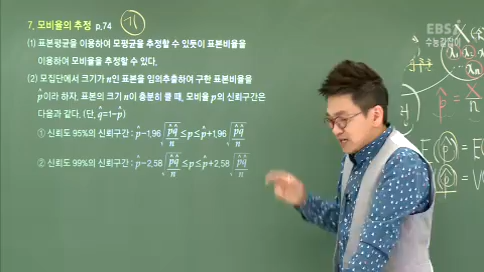 7. 모비율의 추정 p.74 기
(1) 표본평균을 이용하여 모평균을 추정할 수 있듯이 표본비율을
이용하여 모비율을 추정할 수 있다.
(2) 모집단에서 크기가 n인 표본을 임의추출하여 구한 표본비율을
p̂이라 하자. 표본의 크기 n이 충분히 클 때, 모비율 p의 신뢰구간은
다음과 같다. (단, q̂=1-p̂)
① 신뢰도 95%의 신뢰구간 : p̂-1.96√(p̂q̂/n) ≤ p ≤ p̂+1.96√(p̂q̂/n)
② 신뢰도 99%의 신뢰구간 : p̂-2.58√(p̂q̂/n) ≤ p ≤ p̂+2.58√(p̂q̂/n)
EBSi
수능길잡이
p̂ = X/n
E(p̂) = E
(p̂) = V